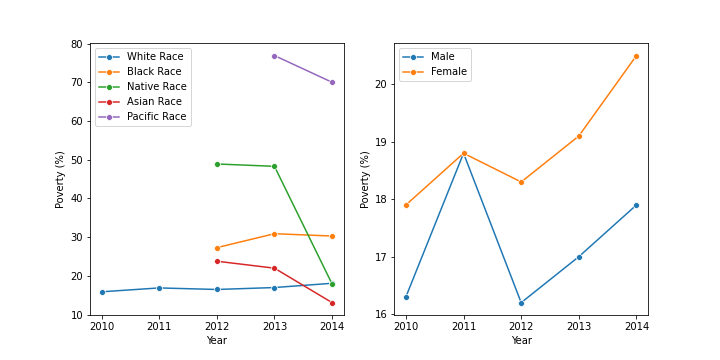 80
70
60
50
40
30
20
10
Poverty (%)
White Race
Black Race
Native Race
Asian Race
Pacific Race
2010 2011 2012 2013 2014
Year
20
19
18
17
16
Poverty (%)
Male
Female
2010 2011 2012 2013 2014
Year